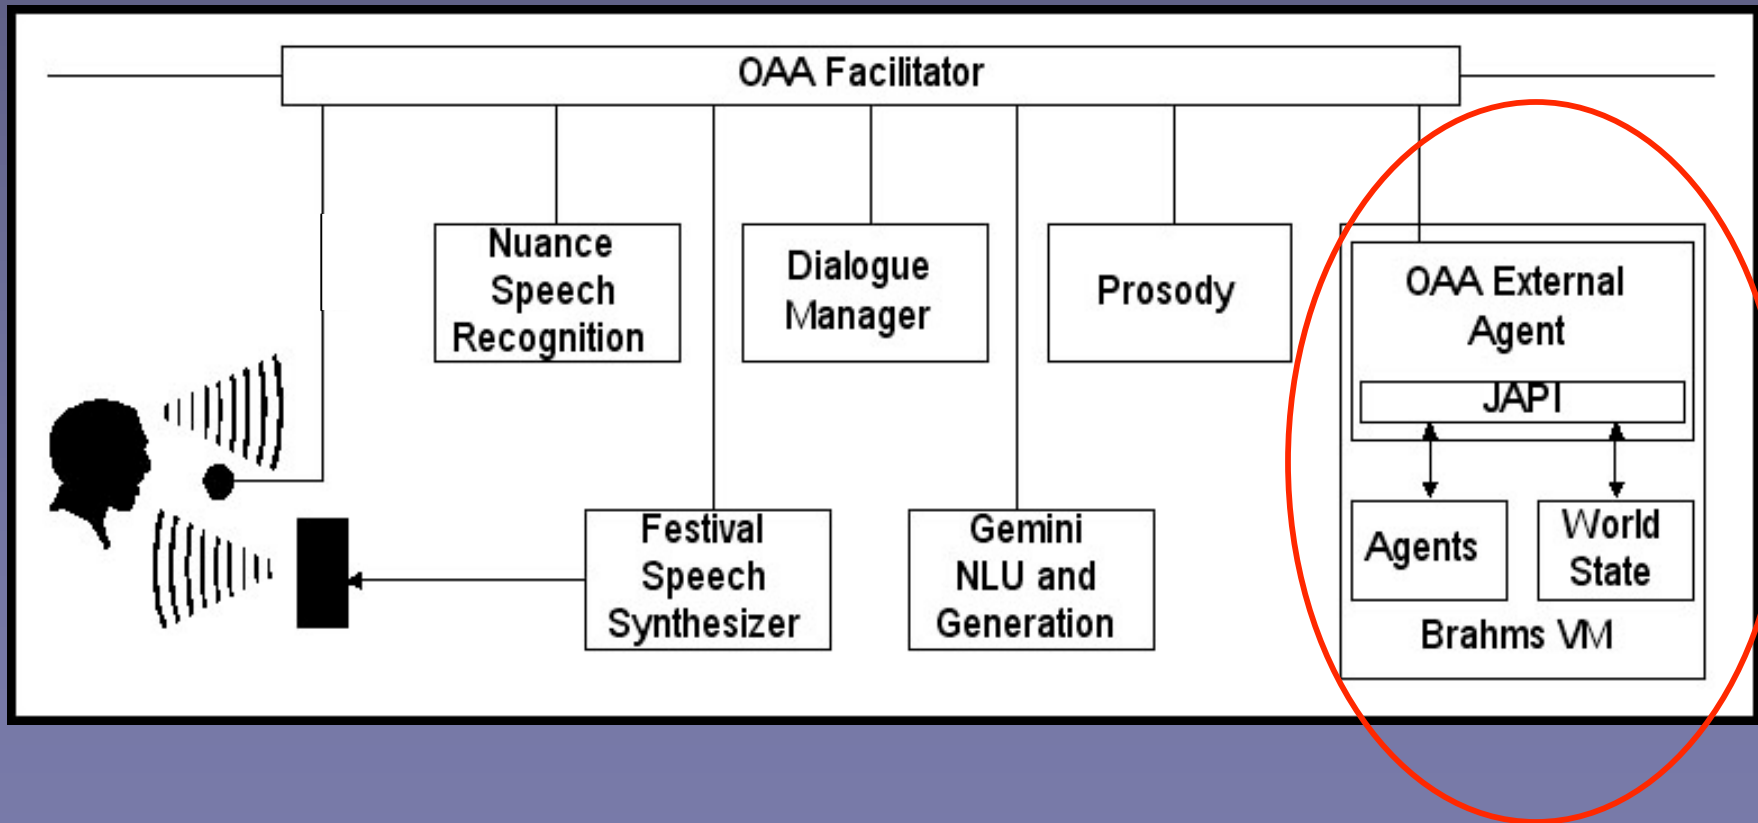 OAA Facilitator
Nuance
Speech
Recognition
Dialogue
Manager
Prosody
OAA External
Agent
JAPI
Festival
Speech
Synthesizer
Gemini
NLU and
Generation
Agents
World
State
Brahms VM